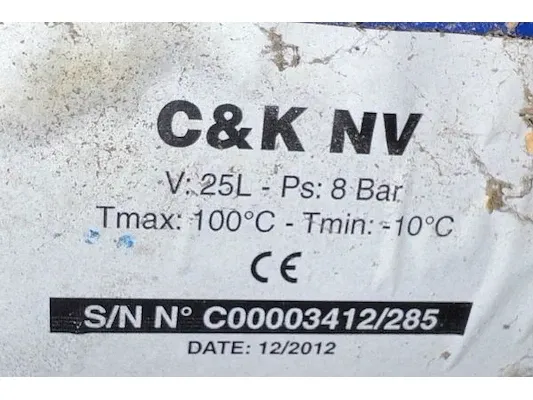 C&K NV
V: 25L - Ps: 8 Bar
Tmax: 100°C - Tmin: -10°C
CE
S/N N° C00003412/285
DATE: 12/2012